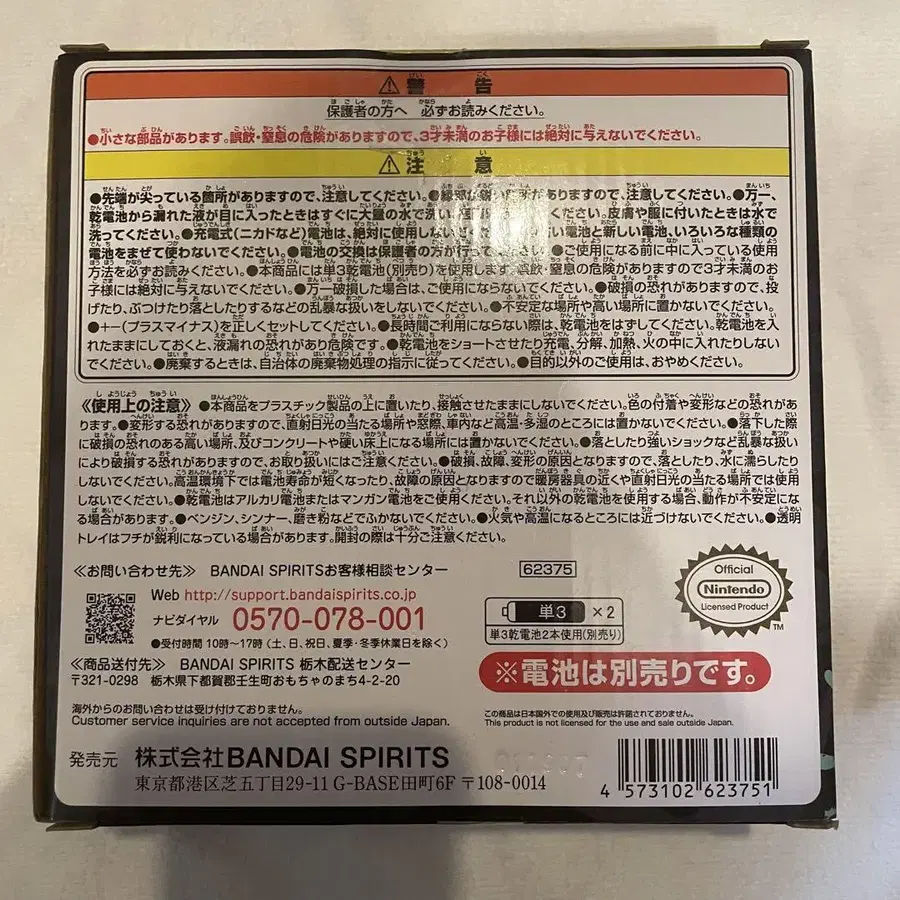 ⚠警告
保護者の方へ 必ずお読みください。
●小さな部品があります。誤飲・窒息の危険がありますので、3才未満のお子様には絶対に与えないでください。
⚠注意
●先端が尖っている箇所がありますので、注意してください。●縁部が鋭い ありますので、注意してください。●万一、
乾電池から漏れた液が目に入ったときはすぐに大量の水で洗い、 ください。皮膚や服に付いたときは水で
洗ってください。●充電式(ニカドなど)電池は、絶対に使用しない 電池と新しい電池、いろいろな種類の
電池をまぜて使わないでください。●電池の交換は保護者の方が行って ●ご使用になる前に中に入っている使用
方法を必ずお読みください。●本商品には単3乾電池(別売り)を使用します。誤飲・窒息の危険がありますので3才未満のお
子様には絶対に与えないでください。●万一破損した場合は、ご使用にならないでください。●破損の恐れがありますので、投
げたり、ぶつけたり落としたりするなどの乱暴な扱いをしないでください。●不安定な場所や高い場所に置かないでください。
●+-(プラスマイナス)を正しくセットしてください。●長時間ご利用にならない際は、乾電池をはずしてください。乾電池を入
れたままにしておくと、液漏れの恐れがあり危険です。●乾電池をショートさせたり充電、分解、加熱、火の中に入れたりしない
でください。●廃棄するときは、自治体の廃棄物処理の指示に従ってください。●目的以外のご使用は、おやめください。
《使用上の注意》●本商品をプラスチック製品の上に置いたり、接触させたままにしないでください。色の付着や変形などの恐れがあ
ります。●変形する恐れがありますので、直射日光の当たる場所や窓際、車内など高温・多湿のところには置かないでください。●落下した際
に破損の恐れのある高い場所、及びコンクリートや硬い床上になる場所には置かないでください。●落としたり強いショックなど乱暴な扱い
により破損する恐れがありますので、お取り扱いにはご注意ください。●破損、故障、変形の原因となりますので、落としたり、水に濡らしたり
しないでください。高温環境下では電池寿命が短くなったり、故障の原因となりますので暖房器具の近くや直射日光の当たる場所では使用
しないでください。●乾電池はアルカリ電池またはマンガン電池をご使用ください。それ以外の乾電池を使用する場合、動作が不安定にな
る場合があります。●ベンジン、シンナー、磨き粉などでふかないでください。●火気や高温になるところには近づけないでください。●透明
トレイはフチが鋭利になっている場合があります。開封の際は十分ご注意ください。
≪お問い合わせ先≫ BANDAI SPIRITSお客様相談センター
Web http://support.bandaispirits.co.jp
ナビダイヤル 0570-078-001
●受付時間 10時~17時(土、日、祝日、夏季・冬季休業日を除く)
≪商品送付先≫ BANDAI SPIRITS 栃木配送センター
〒321-0298 栃木県下都賀郡壬生町おもちゃのまち4-2-20
海外からのお問い合わせは受け付けておりません。
Customer service inquiries are not accepted from outside Japan.
62375
単3 ×2
単3乾電池2本使用(別売り)
Official
Nintendo
Licensed Product
TM
※電池は別売りです。
この商品は日本国外での使用及び販売は許諾されておりません。
This product is not licensed for the use and sale outside Japan.
発売元 株式会社BANDAI SPIRITS
東京都港区芝五丁目29-11 G-BASE田町6F 〒108-0014
4 573102 623751